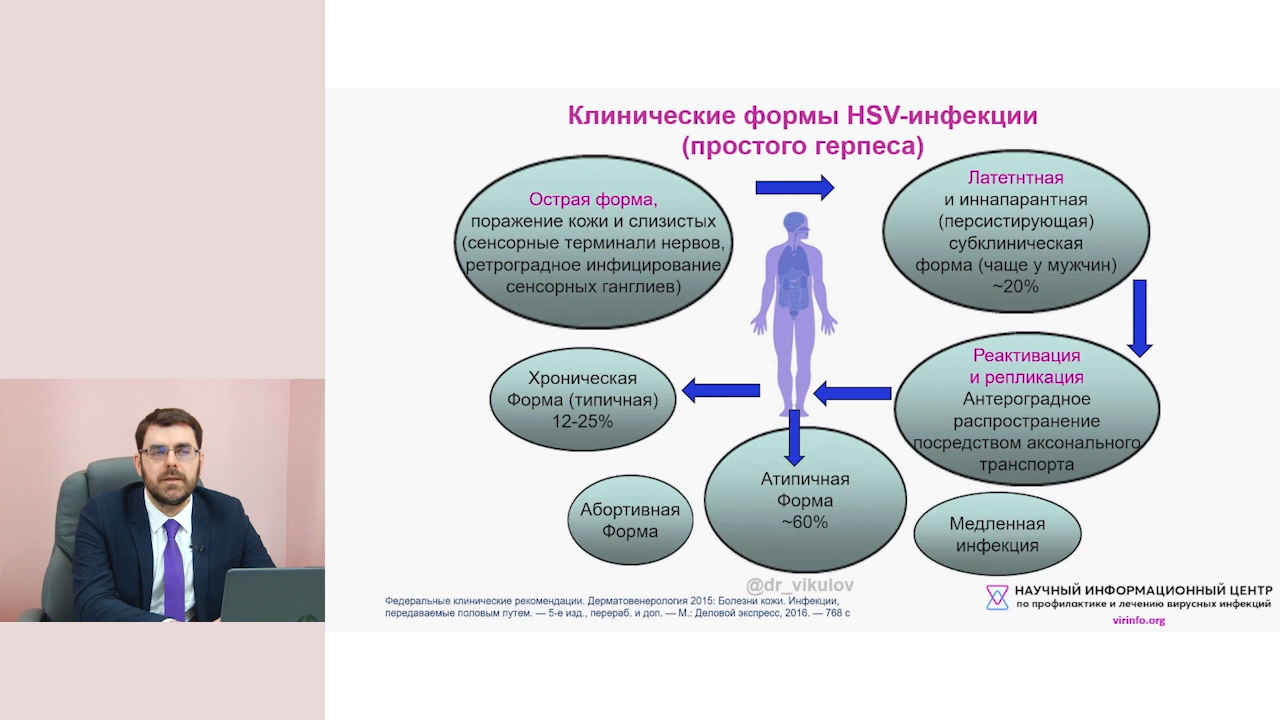 Клинические формы HSV-инфекции
(простого герпеса)
Острая форма,
поражение кожи и слизистых
(сенсорные терминали нервов,
ретроградное инфицирование
сенсорных ганглиев)
Латетнтная
и иннапарантная
(персистирующая)
субклиническая
форма (чаще у мужчин)
~20%
Реактивация
и репликация
Антероградное
распространение
посредством аксонального
транспорта
Хроническая
Форма (типичная)
12-25%
Атипичная
Форма
~60%
Абортивная
Форма
Медленная
инфекция
@dr_vikulov
Федеральные клинические рекомендации. Дерматовенерология 2015: Болезни кожи. Инфекции,
передаваемые половым путем. — 5-е изд., перераб. и доп. — М.: Деловой экспресс, 2016. — 768 с
НАУЧНЫЙ ИНФОРМАЦИОННЫЙ ЦЕНТР
по профилактике и лечению вирусных инфекций
virinfo.org